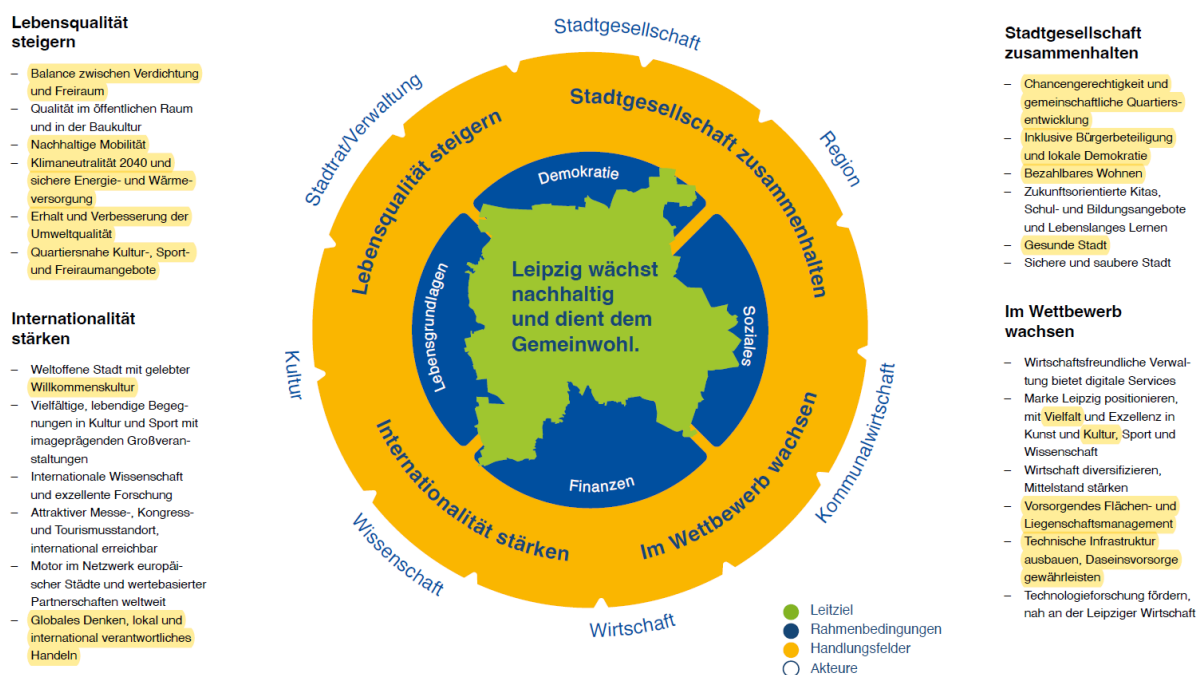 Lebensqualität
steigern
– Balance zwischen Verdichtung
und Freiraum
– Qualität im öffentlichen Raum
und in der Baukultur
– Nachhaltige Mobilität
– Klimaneutralität 2040 und
sichere Energie- und Wärme-
versorgung
– Erhalt und Verbesserung der
Umweltqualität
– Quartiersnahe Kultur-, Sport-
und Freiraumangebote
Internationalität
stärken
– Weltoffene Stadt mit gelebter
Willkommenskultur
– Vielfältige, lebendige Begeg-
nungen in Kultur und Sport mit
imageprägenden Großveran-
staltungen
– Internationale Wissenschaft
und exzellente Forschung
– Attraktiver Messe-, Kongress-
und Tourismusstandort,
international erreichbar
– Motor im Netzwerk europäi-
scher Städte und wertebasierter
Partnerschaften weltweit
– Globales Denken, lokal und
international verantwortliches
Handeln
Stadtgesellschaft
Region
Kommunalwirtschaft
Wirtschaft
Wissenschaft
Kultur
Stadtrat/Verwaltung
Lebensqualität steigern
Stadtgesellschaft zusammenhalten
Im Wettbewerb wachsen
Internationalität stärken
Demokratie
Soziales
Finanzen
Lebensgrundlagen
Leipzig wächst
nachhaltig
und dient dem
Gemeinwohl.
Leitziel
Rahmenbedingungen
Handlungsfelder
Akteure
Stadtgesellschaft
zusammenhalten
– Chancengerechtigkeit und
gemeinschaftliche Quartiers-
entwicklung
– Inklusive Bürgerbeteiligung
und lokale Demokratie
– Bezahlbares Wohnen
– Zukunftsorientierte Kitas,
Schul- und Bildungsangebote
und Lebenslanges Lernen
– Gesunde Stadt
– Sichere und saubere Stadt
Im Wettbewerb
wachsen
– Wirtschaftsfreundliche Verwal-
tung bietet digitale Services
– Marke Leipzig positionieren,
mit Vielfalt und Exzellenz in
Kunst und Kultur, Sport und
Wissenschaft
– Wirtschaft diversifizieren,
Mittelstand stärken
– Vorsorgendes Flächen- und
Liegenschaftsmanagement
– Technische Infrastruktur
ausbauen, Daseinsvorsorge
gewährleisten
– Technologieforschung fördern,
nah an der Leipziger Wirtschaft